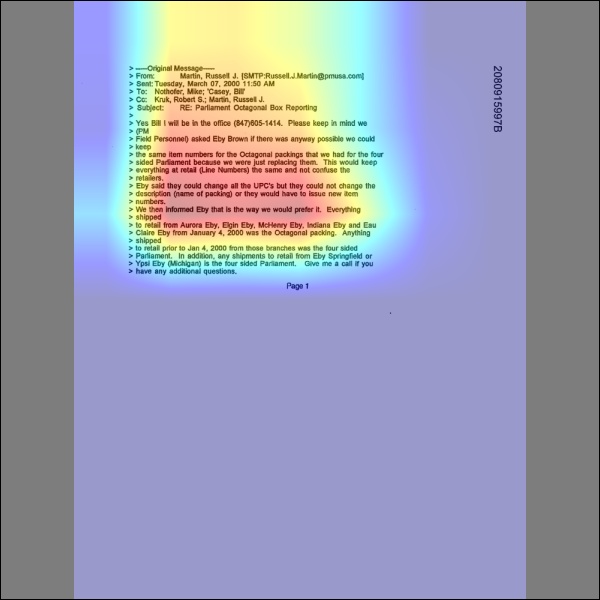 > -----Original Message-----
> From: Martin, Russell J. [SMTP:Russell.J.Martin@pmusa.com]
> Sent: Tuesday, March 07, 2000 11:50 AM
> To: Nothofer, Mike; 'Casey, Bill'
> Cc: Kruk, Robert S.; Martin, Russell J.
> Subject: RE: Parliament Octagonal Box Reporting
>
> Yes Bill I will be in the office (847)605-1414. Please keep in mind we
> (PM
> Field Personnel) asked Eby Brown if there was anyway possible we could
> keep
> the same item numbers for the Octagonal packings that we had for the four
> sided Parliament because we were just replacing them. This would keep
> everything at retail (Line Numbers) the same and not confuse the
> retailers.
> Eby said they could change all the UPC's but they could not change the
> description (name of packing) or they would have to issue new item
> numbers.
> We then informed Eby that is the way we would prefer it. Everything
> shipped
> to retail from Aurora Eby, Elgin Eby, McHenry Eby, Indiana Eby and Eau
> Claire Eby from January 4, 2000 was the Octagonal packing. Anything
> shipped
> to retail prior to Jan 4, 2000 from those branches was the four sided
> Parliament. In addition, any shipments to retail from Eby Springfield or
> Ypsi Eby (Michigan) is the four sided Parliament. Give me a call if you
> have any additional questions.
Page 1
2080915997B